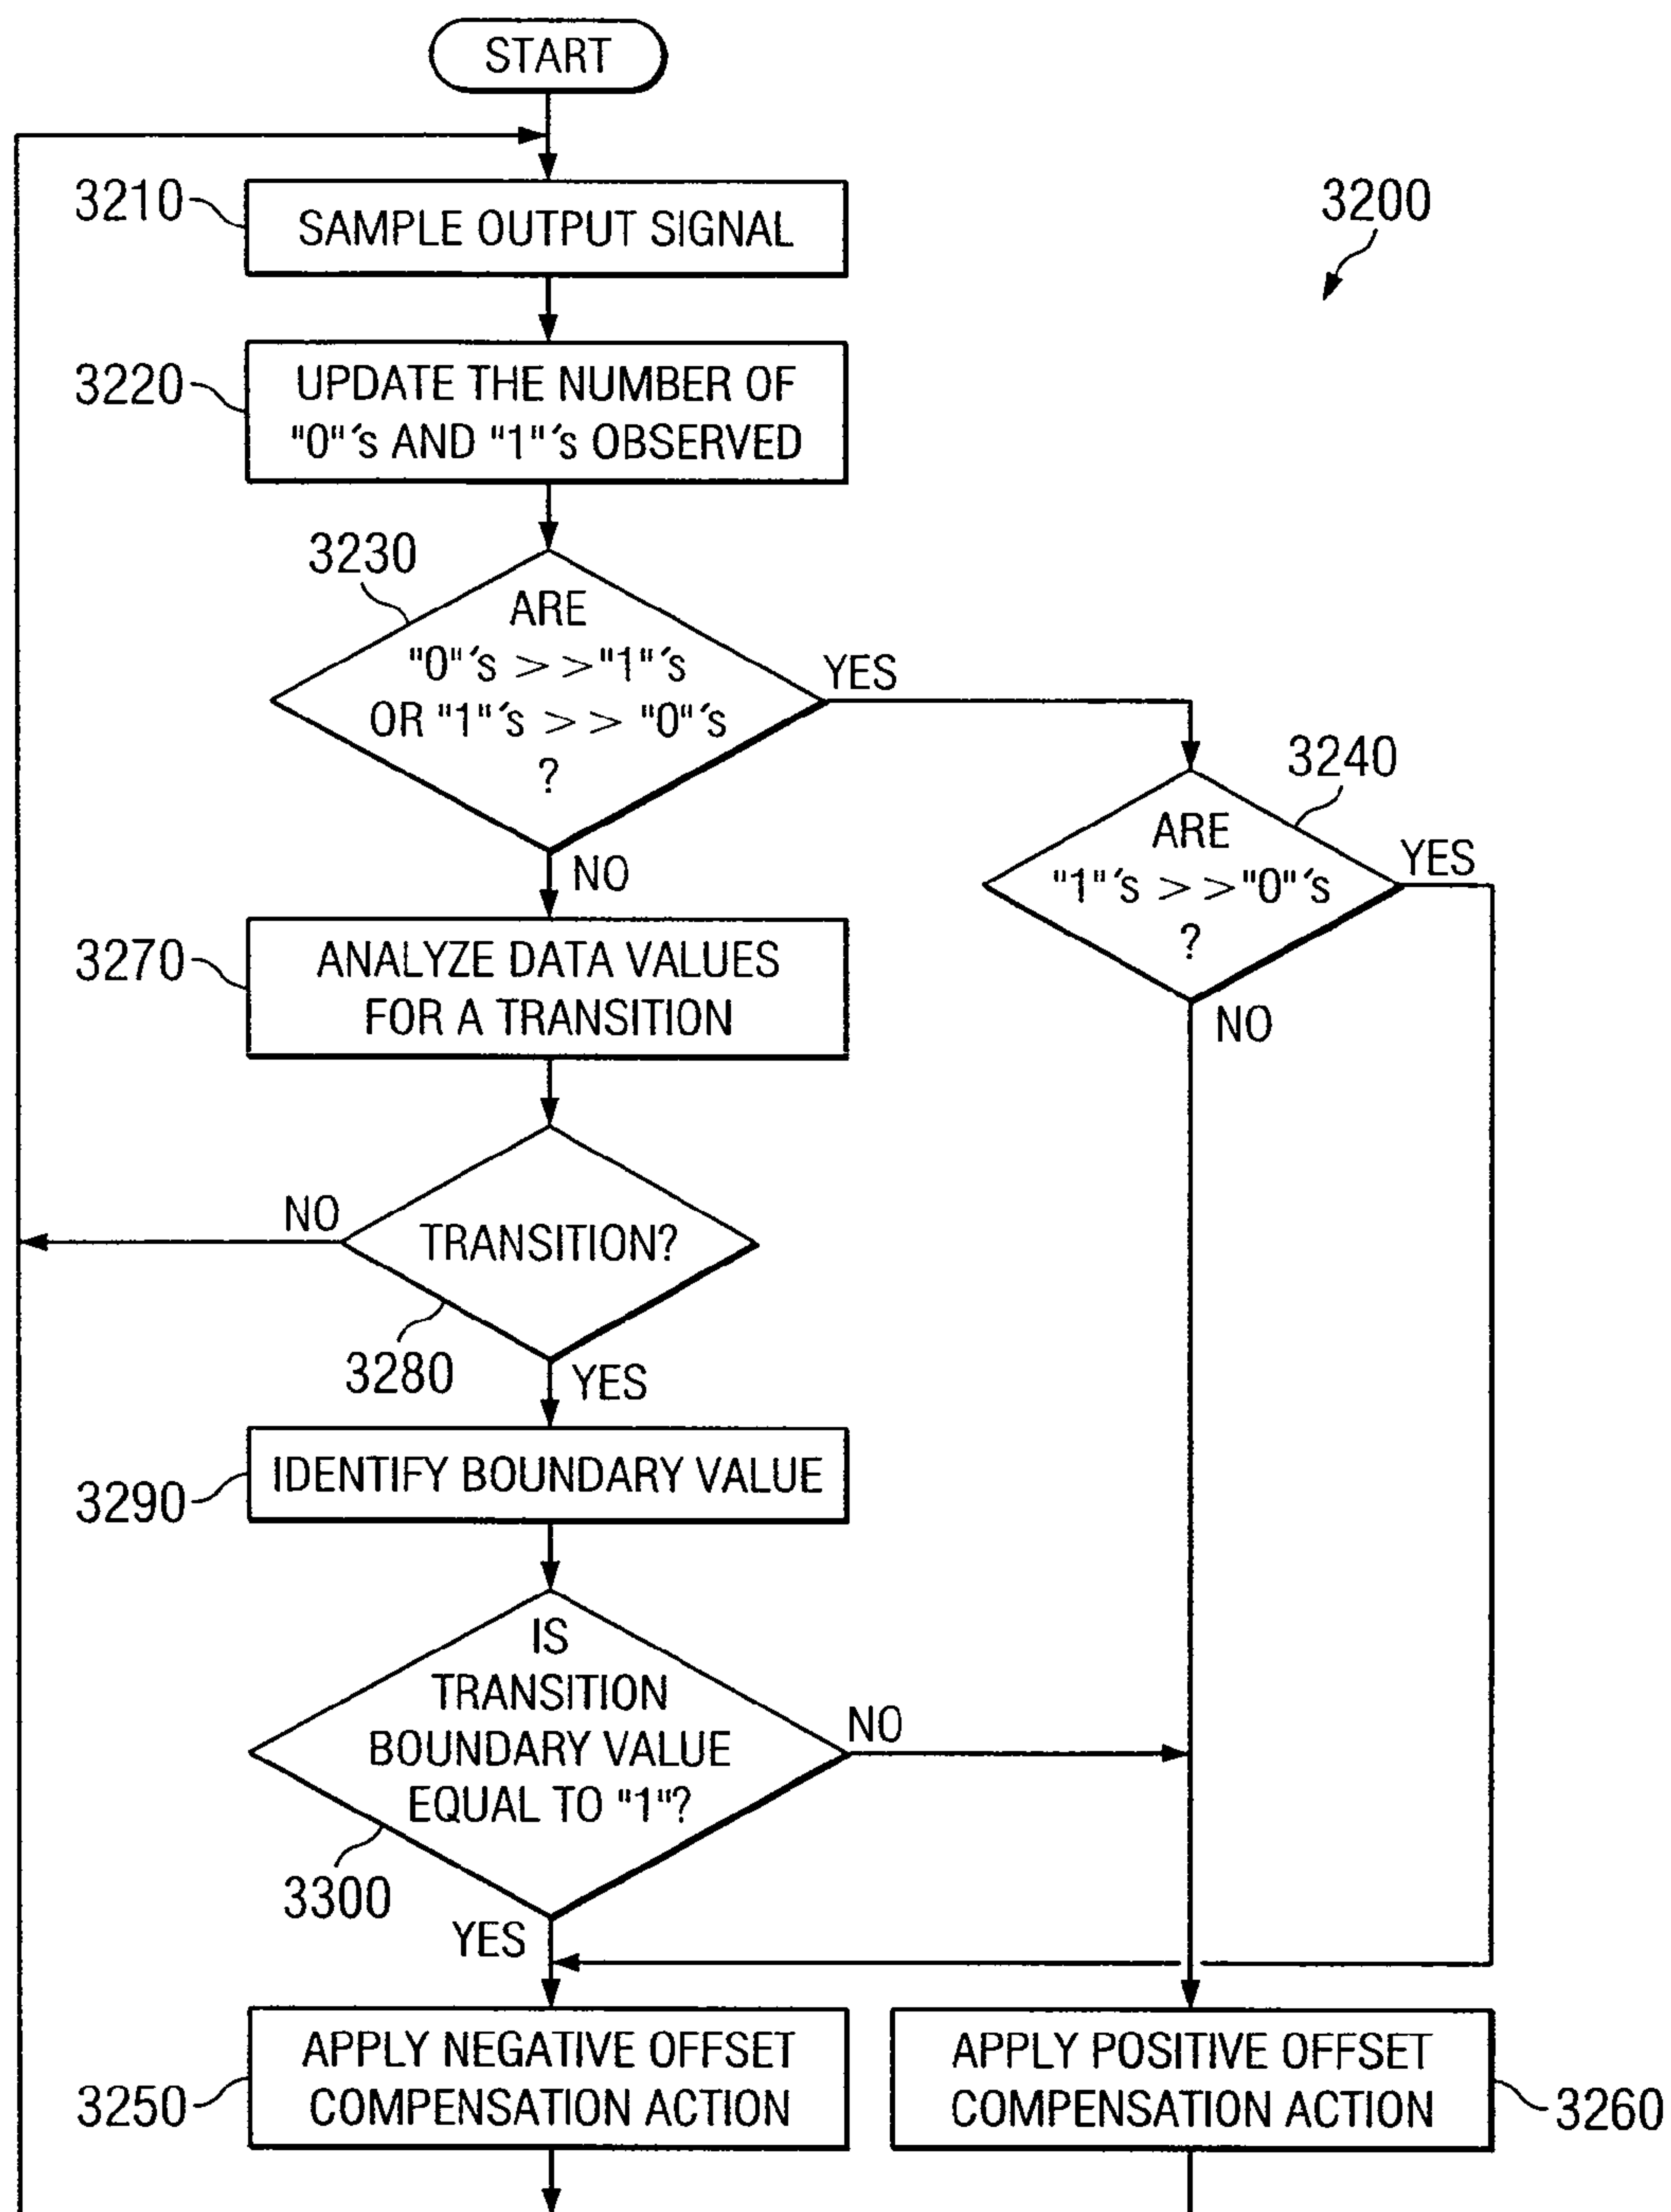 START
3210
SAMPLE OUTPUT SIGNAL
3200
3220
UPDATE THE NUMBER OF
"0"'s AND "1"'s OBSERVED
3230
ARE
"0"'s > > "1"'s
OR "1"'s > > "0"'s
?
YES
NO
3240
ARE
"1"'s > > "0"'s
?
YES
NO
3270
ANALYZE DATA VALUES
FOR A TRANSITION
NO
TRANSITION?
3280
YES
3290
IDENTIFY BOUNDARY VALUE
IS
TRANSITION
BOUNDARY VALUE
EQUAL TO "1"?
NO
3300
YES
3250
APPLY NEGATIVE OFFSET
COMPENSATION ACTION
APPLY POSITIVE OFFSET
COMPENSATION ACTION
3260